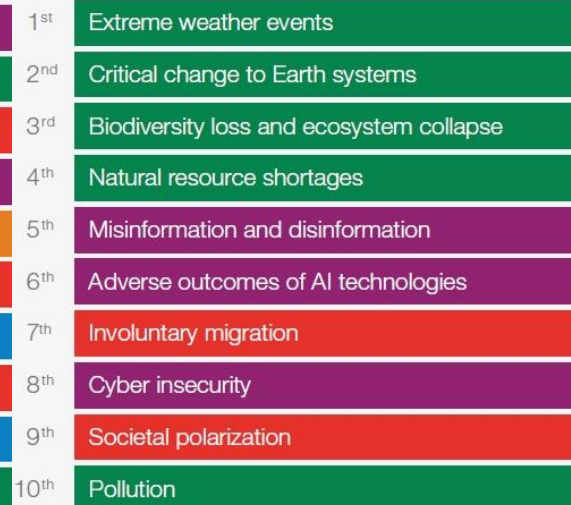 1st Extreme weather events
2nd Critical change to Earth systems
3rd Biodiversity loss and ecosystem collapse
4th Natural resource shortages
5th Misinformation and disinformation
6th Adverse outcomes of AI technologies
7th Involuntary migration
8th Cyber insecurity
9th Societal polarization
10th Pollution